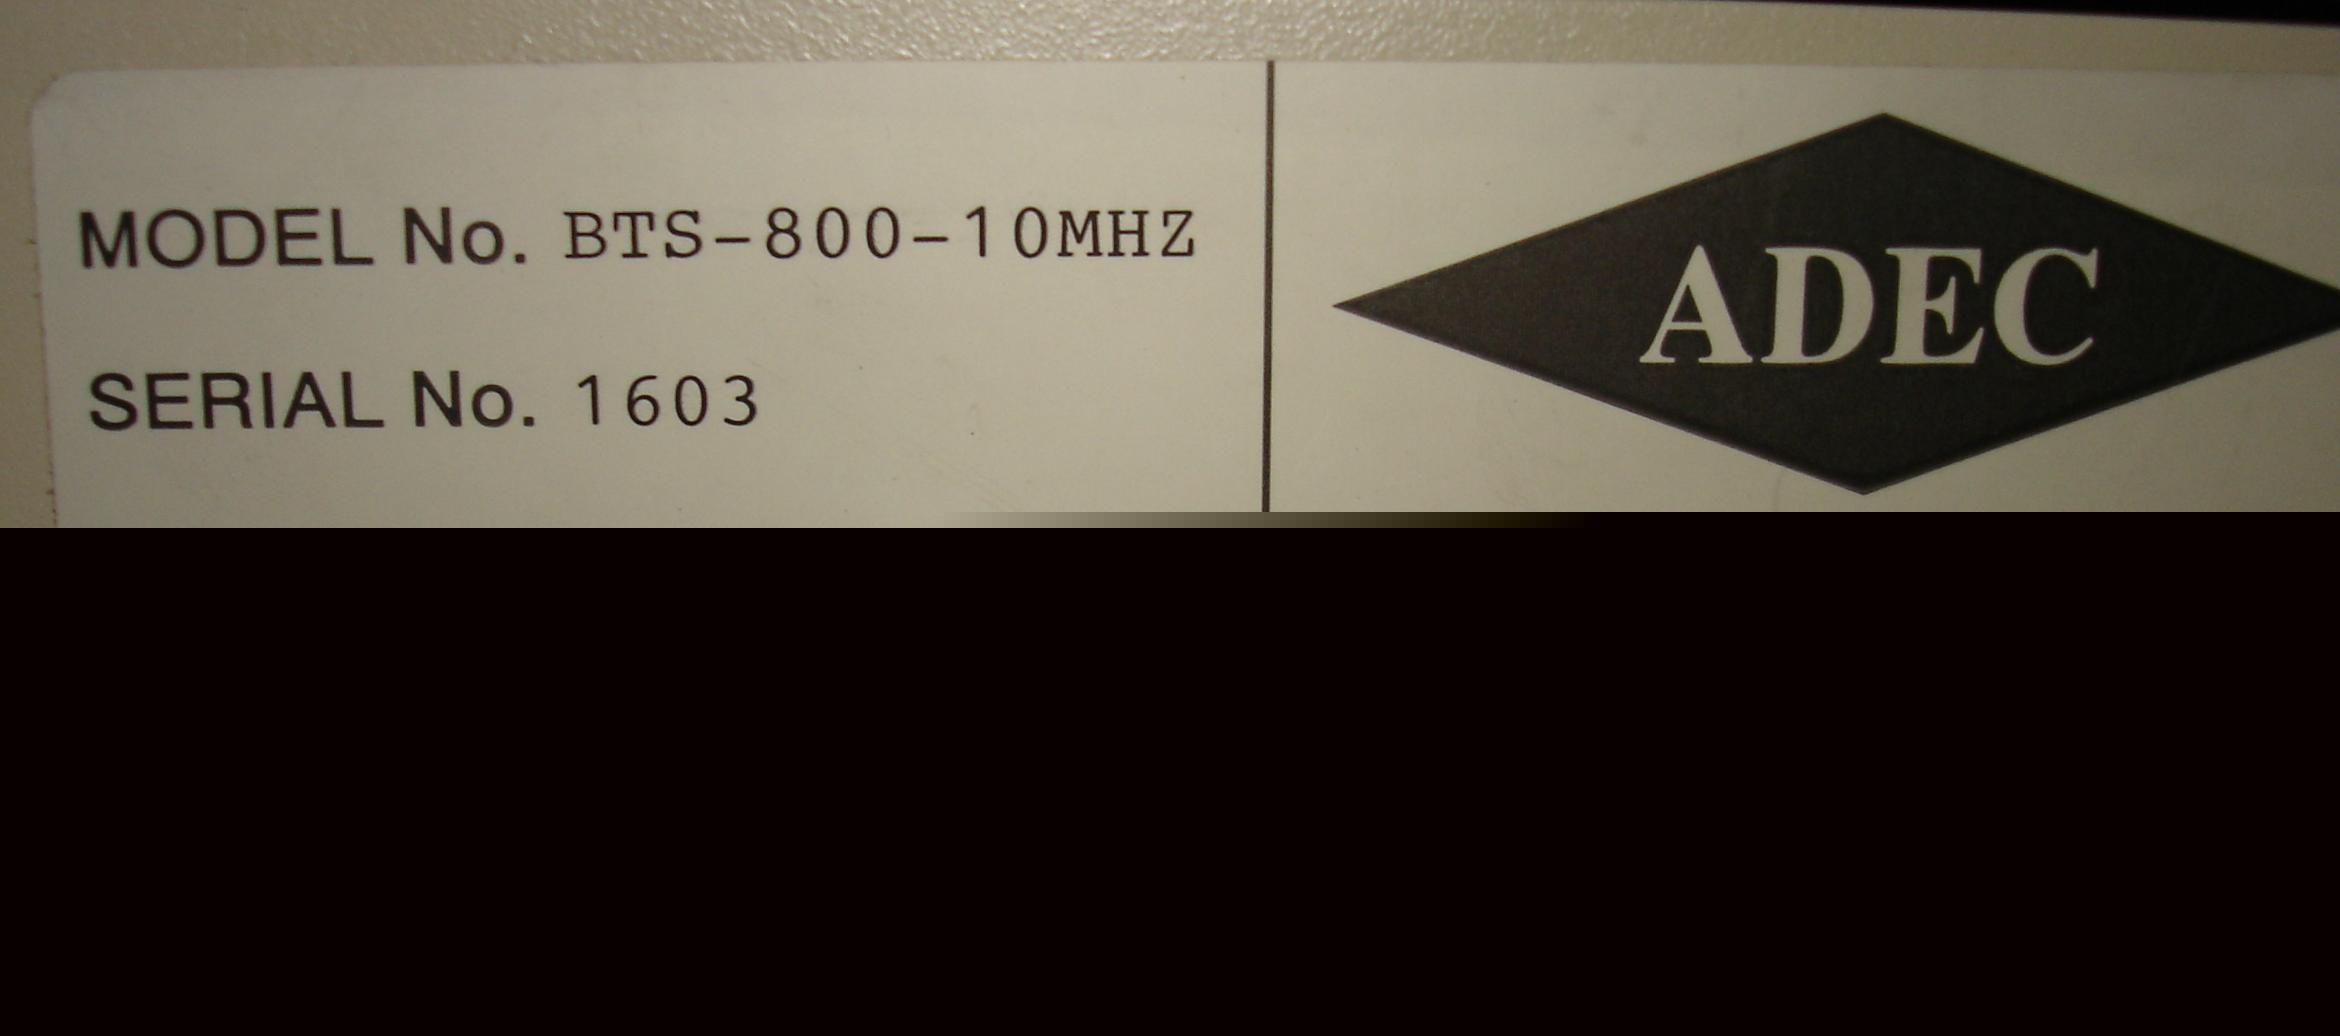 MODEL No. BTS-800-10MHZ
SERIAL No. 1603
ADEC